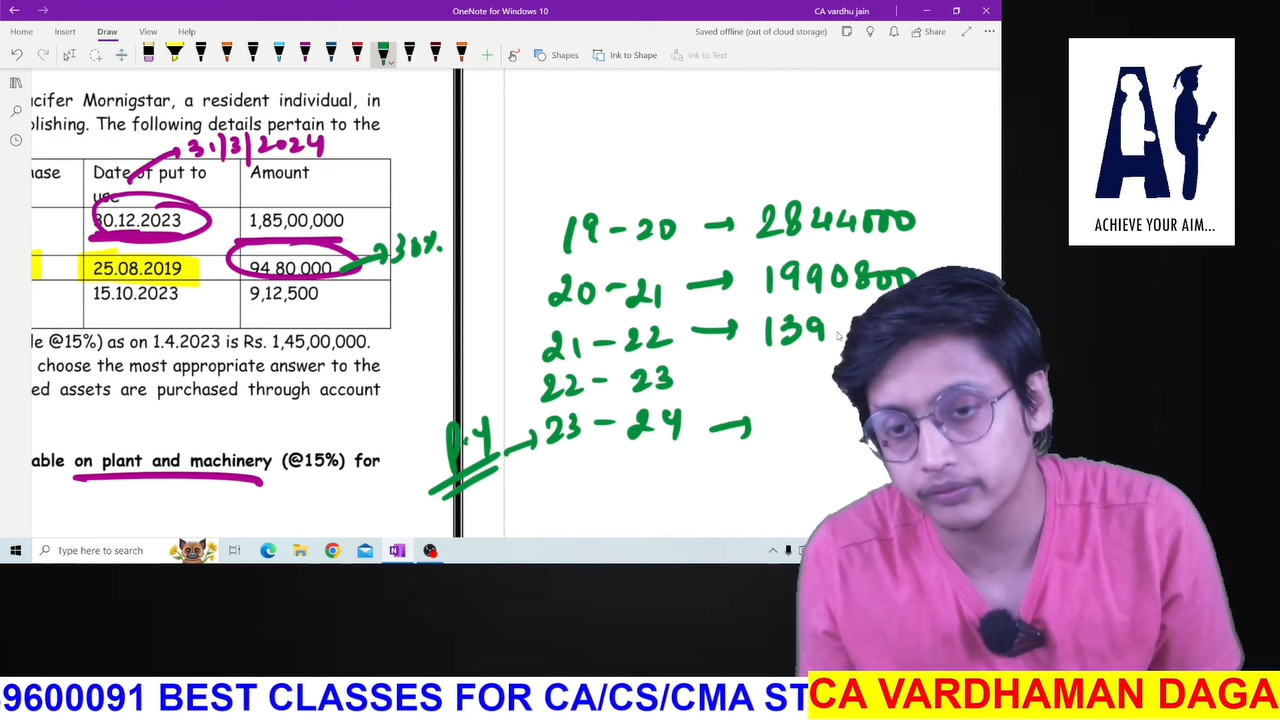 OneNote for Windows 10
CA vardhu jain
Home Insert Draw View Help
Saved offline (out of cloud storage)
Share
Shapes
Ink to Shape
Ink to Text
ucifer Mornigstar, a resident individual, in
olishing. The following details pertain to the
31/3/2024
hase Date of put to use Amount
30.12.2023 1,85,00,000
25.08.2019 94,80,000
30%
15.10.2023 9,12,500
de @15%) as on 1.4.2023 is Rs. 1,45,00,000.
choose the most appropriate answer to the
ed assets are purchased through account
able on plant and machinery (@15%) for
19-20 → 2844000
20-21 → 1990800
21-22 → 139
22-23
P.Y → 23-24 →
Type here to search
ACHIEVE YOUR AIM...
9600091 BEST CLASSES FOR CA/CS/CMA ST
CA VARDHAMAN DAGA